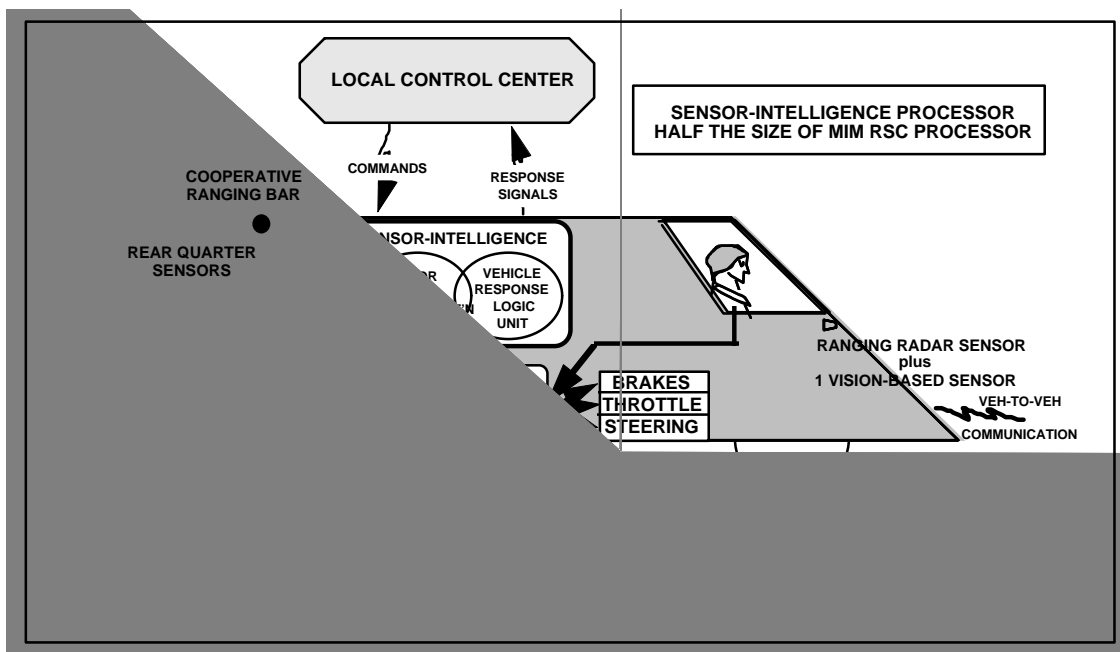 LOCAL CONTROL CENTER
SENSOR-INTELLIGENCE PROCESSOR
HALF THE SIZE OF MIM RSC PROCESSOR
COMMANDS
RESPONSE
SIGNALS
COOPERATIVE
RANGING BAR
REAR QUARTER
SENSORS
NSOR-INTELLIGENCE
VEHICLE
RESPONSE
LOGIC
UNIT
RANGING RADAR SENSOR
plus
1 VISION-BASED SENSOR
BRAKES
THROTTLE
STEERING
VEH-TO-VEH
COMMUNICATION